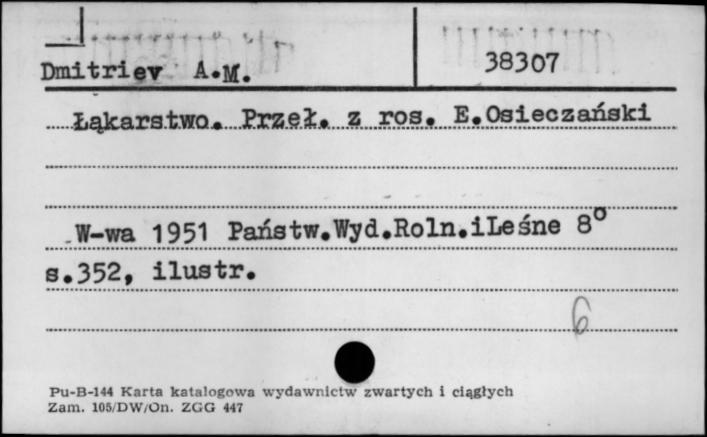 Dmitriev A.M.
38307
Łąkarstwo. Przeł. z ros. E.Osieczański
W-wa 1951 Państw.Wyd.Roln.iLeśne 8°
s.352, ilustr.
6
Pu-B-144 Karta katalogowa wydawnictw zwartych i ciągłych
Zam. 105/DW/On. ZGG 447